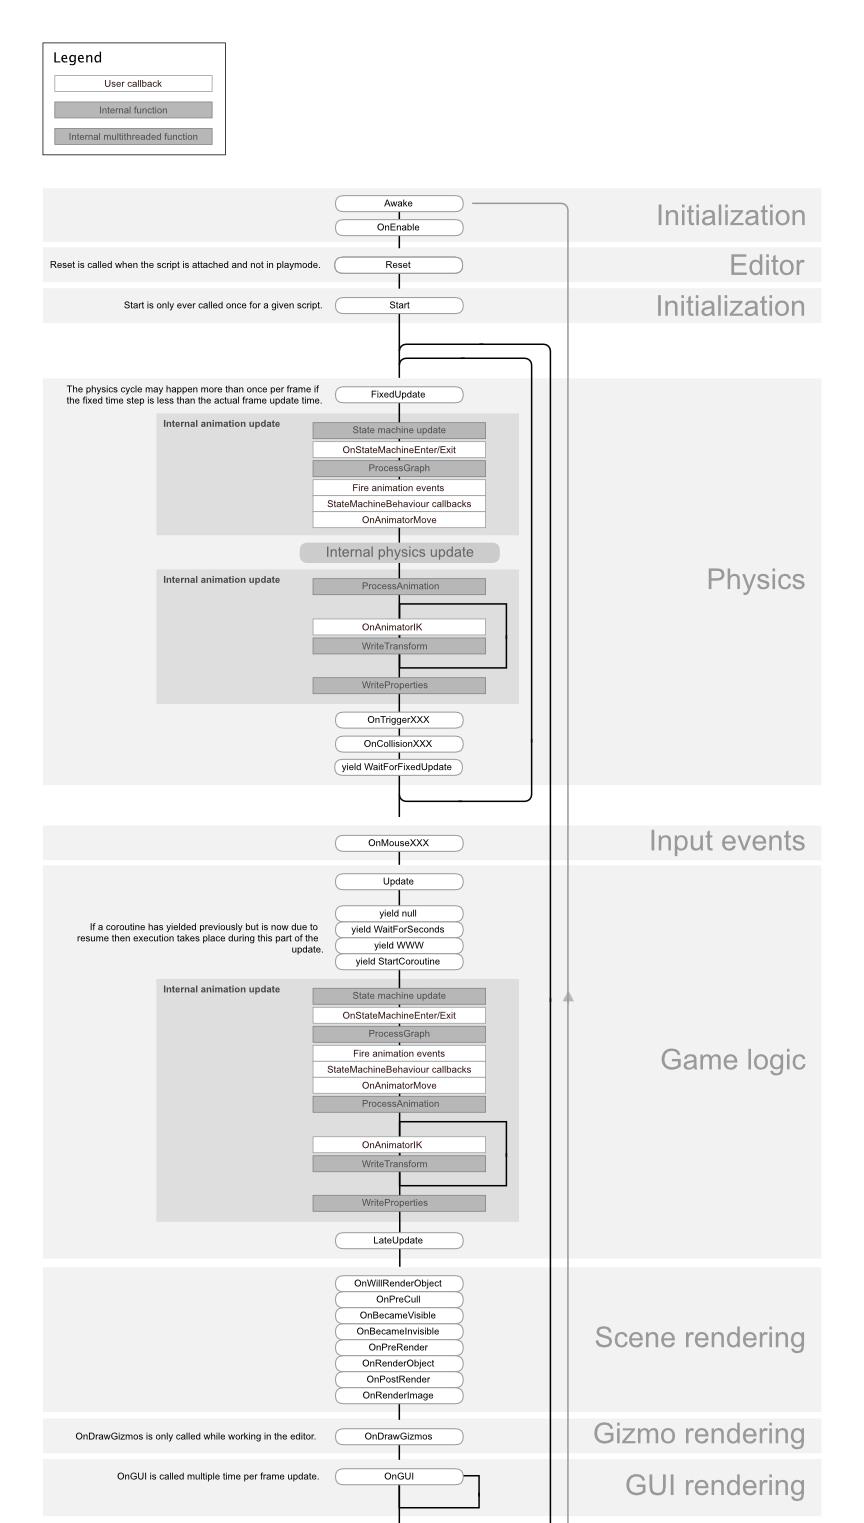 Legend
User callback
Internal function
Internal multithreaded function
Awake
Initialization
OnEnable
Reset is called when the script is attached and not in playmode.
Reset
Editor
Start is only ever called once for a given script.
Start
Initialization
The physics cycle may happen more than once per frame if
the fixed time step is less than the actual frame update time.
FixedUpdate
Internal animation update
State machine update
OnStateMachineEnter/Exit
ProcessGraph
Fire animation events
StateMachineBehaviour callbacks
OnAnimatorMove
Internal physics update
Internal animation update
ProcessAnimation
Physics
OnAnimatorIK
WriteTransform
WriteProperties
OnTriggerXXX
OnCollisionXXX
yield WaitForFixedUpdate
OnMouseXXX
Input events
Update
yield null
If a coroutine has yielded previously but is now due to
resume then execution takes place during this part of the
update.
yield WaitForSeconds
yield WWW
yield StartCoroutine
Internal animation update
State machine update
OnStateMachineEnter/Exit
ProcessGraph
Fire animation events
Game logic
StateMachineBehaviour callbacks
OnAnimatorMove
ProcessAnimation
OnAnimatorIK
WriteTransform
WriteProperties
LateUpdate
OnWillRenderObject
OnPreCull
OnBecameVisible
OnBecameInvisible
Scene rendering
OnPreRender
OnRenderObject
OnPostRender
OnRenderImage
OnDrawGizmos is only called while working in the editor.
OnDrawGizmos
Gizmo rendering
OnGUI is called multiple time per frame update.
OnGUI
GUI rendering